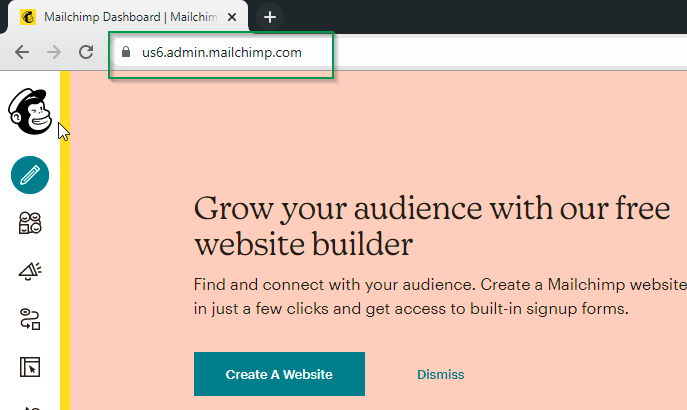 Mailchimp Dashboard | Mailchim
us6.admin.mailchimp.com
Grow your audience with our free
website builder
Find and connect with your audience. Create a Mailchimp website
in just a few clicks and get access to built-in signup forms.
Create A Website
Dismiss